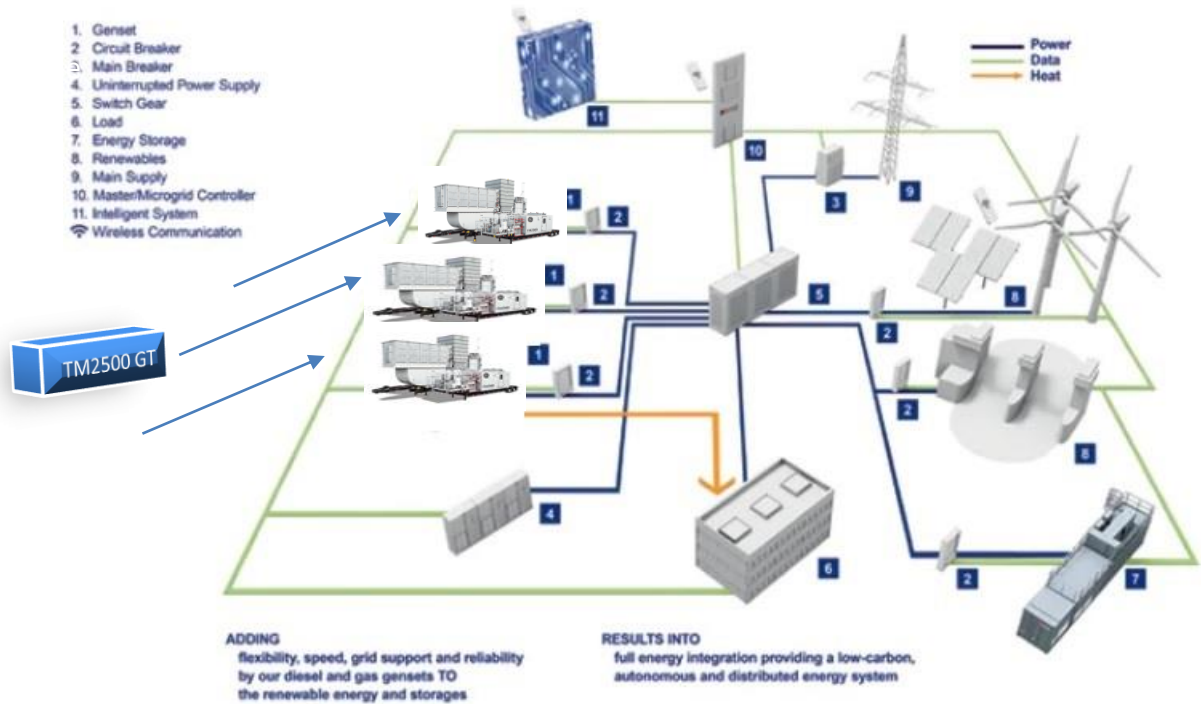 1. Genset
2 Circuit Breaker
3. Main Breaker
4. Uninterrupted Power Supply
5. Switch Gear
6. Load
7. Energy Storage
8. Renewables
9. Main Supply
10. Master/Microgrid Controller
11. Intelligent System
Wireless Communication
Power
Data
Heat
11
10
3
9
1
2
1
2
5
8
2
1
2
2
8
TM2500 GT
4
6
2
7
ADDING
flexibility, speed, grid support and reliability
by our diesel and gas gensets TO
the renewable energy and storages
RESULTS INTO
full energy integration providing a low-carbon,
autonomous and distributed energy system